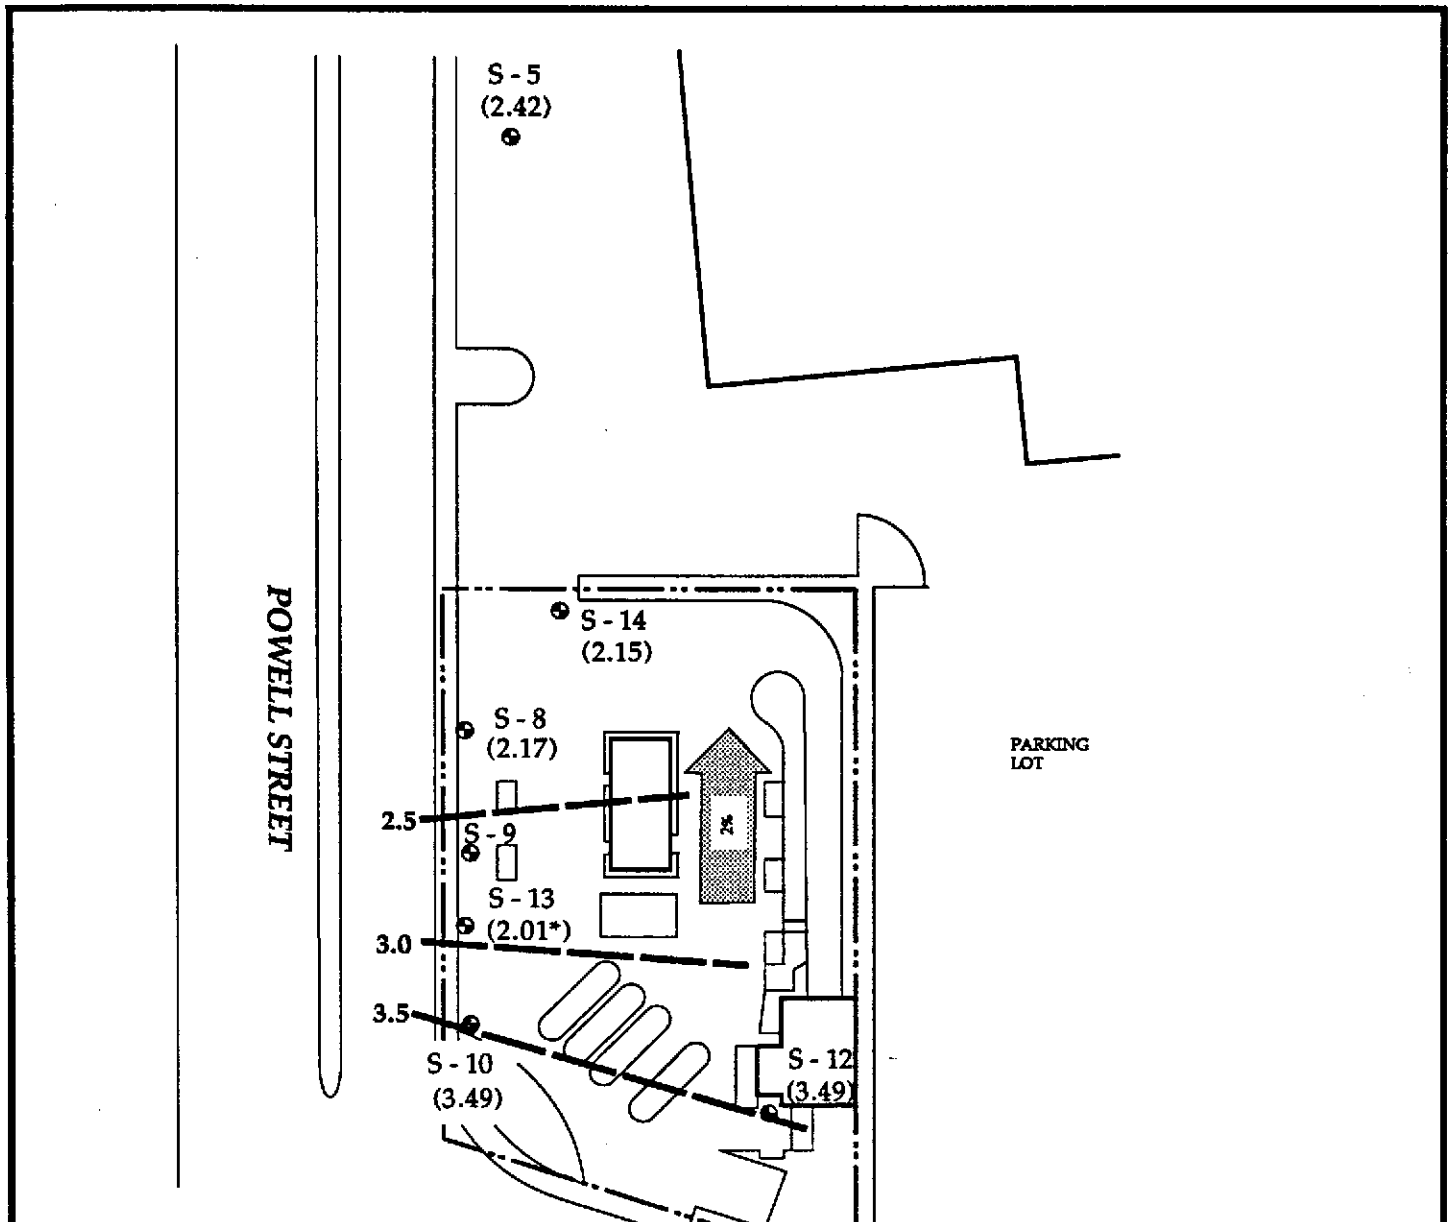 S - 5
(2.42)
POWELL STREET
S - 14
(2.15)
S - 8
(2.17)
PARKING
LOT
2%
2.5
S - 9
S - 13
(2.01*)
3.0
3.5
S - 10
(3.49)
S - 12
(3.49)